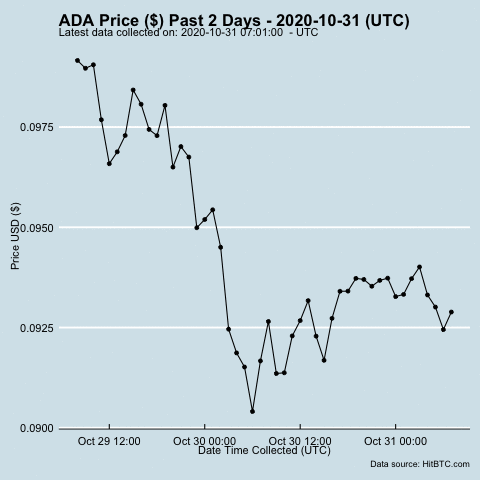 ADA Price ($) Past 2 Days - 2020-10-31 (UTC)
Latest data collected on: 2020-10-31 07:01:00 - UTC
Price USD ($)
0.0975
0.0950
0.0925
0.0900
Oct 29 12:00 Oct 30 00:00 Oct 30 12:00 Oct 31 00:00
Date Time Collected (UTC)
Data source: HitBTC.com